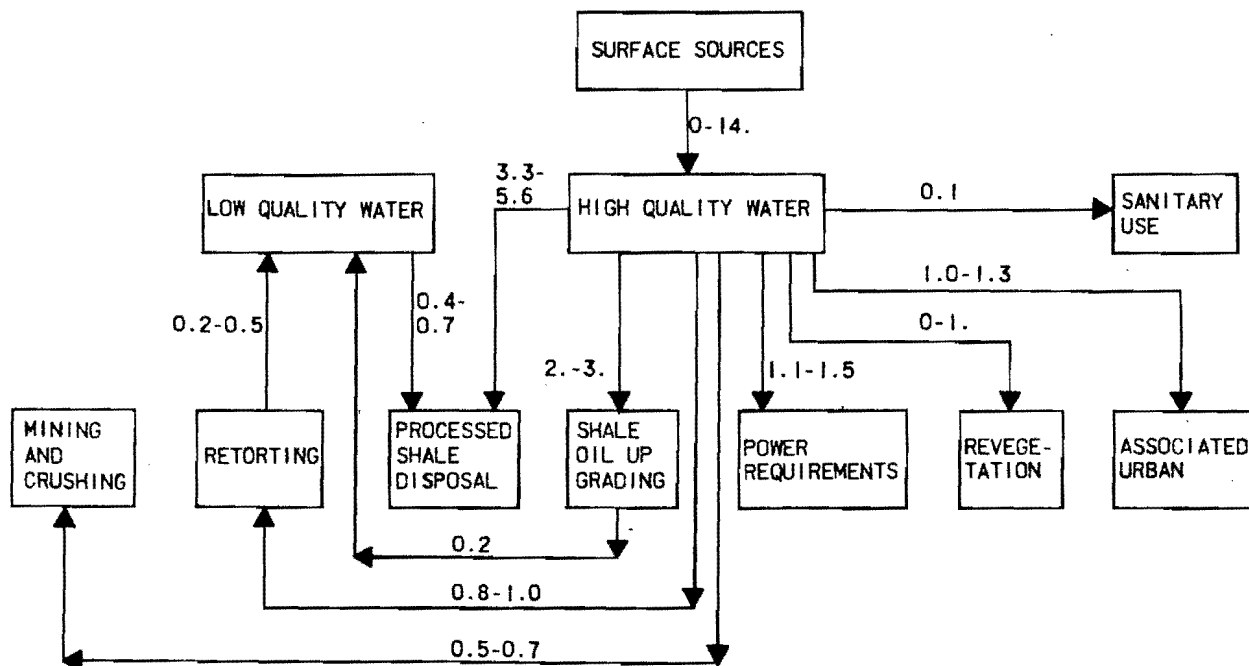 SURFACE SOURCES
0-14.
3.3-
5.6
LOW QUALITY WATER
HIGH QUALITY WATER
0.1
SANITARY
USE
1.0-1.3
0.4-
0.7
0.2-0.5
0-1.
2.-3.
1.1-1.5
MINING
AND
CRUSHING
RETORTING
PROCESSED
SHALE
DISPOSAL
SHALE
OIL UP
GRADING
POWER
REQUIREMENTS
REVEGE-
TATION
ASSOCIATED
URBAN
0.2
0.8-1.0
0.5-0.7